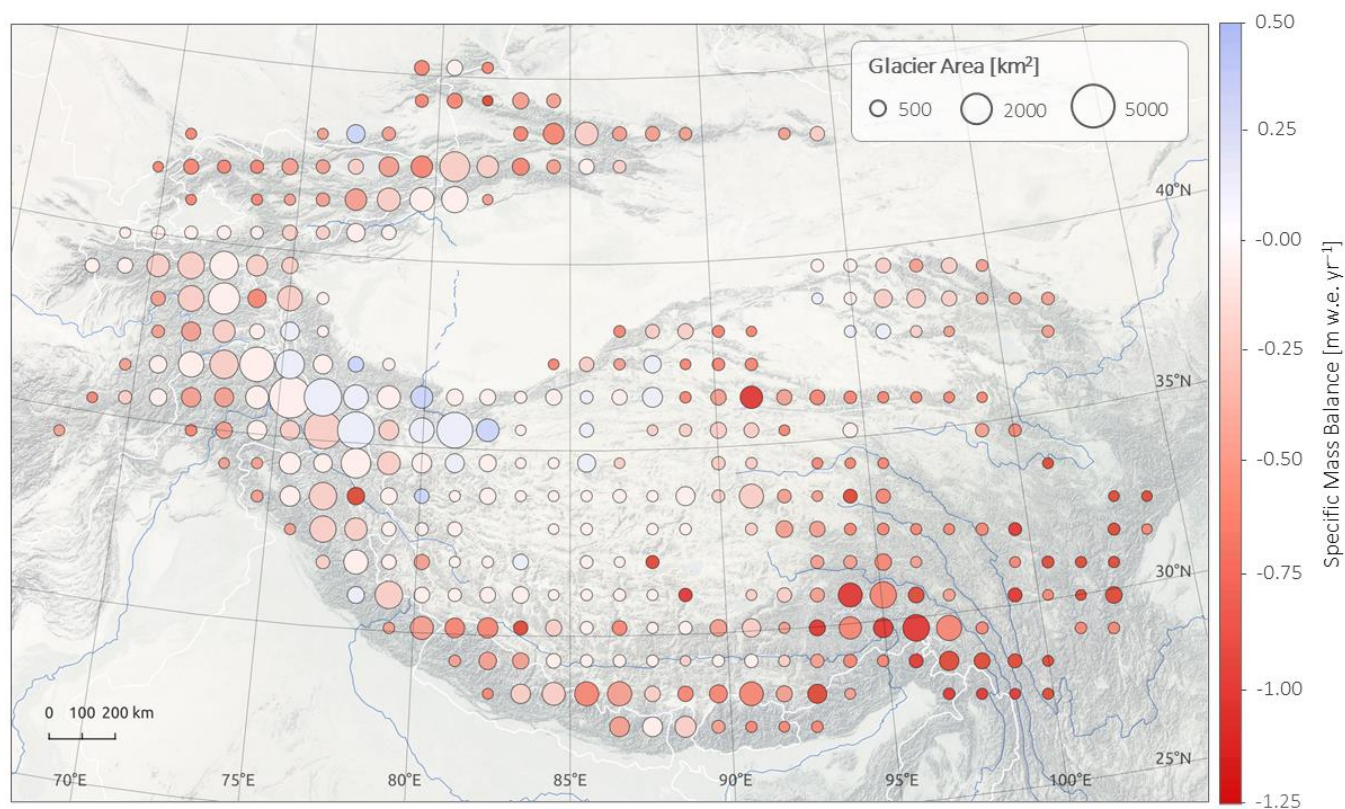 Glacier Area [km²]
500 2000 5000
0.50
0.25
-0.00
-0.25
-0.50
-0.75
-1.00
-1.25
Specific Mass Balance [m w.e. yr⁻¹]
40°N
35°N
30°N
25°N
0 100 200 km
70°E 75°E 80°E 85°E 90°E 95°E 100°E